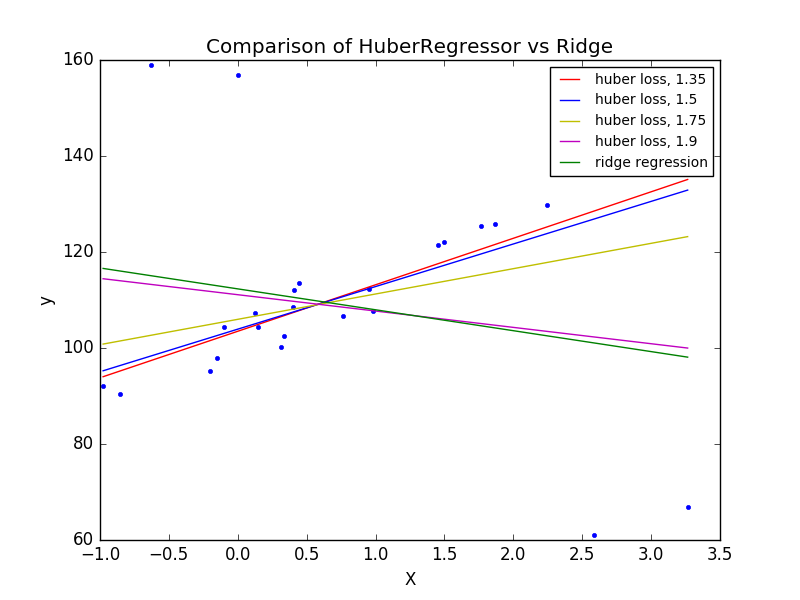 Comparison of HuberRegressor vs Ridge
160
140
120
100
80
60
y
huber loss, 1.35
huber loss, 1.5
huber loss, 1.75
huber loss, 1.9
ridge regression
−1.0 −0.5 0.0 0.5 1.0 1.5 2.0 2.5 3.0 3.5
X